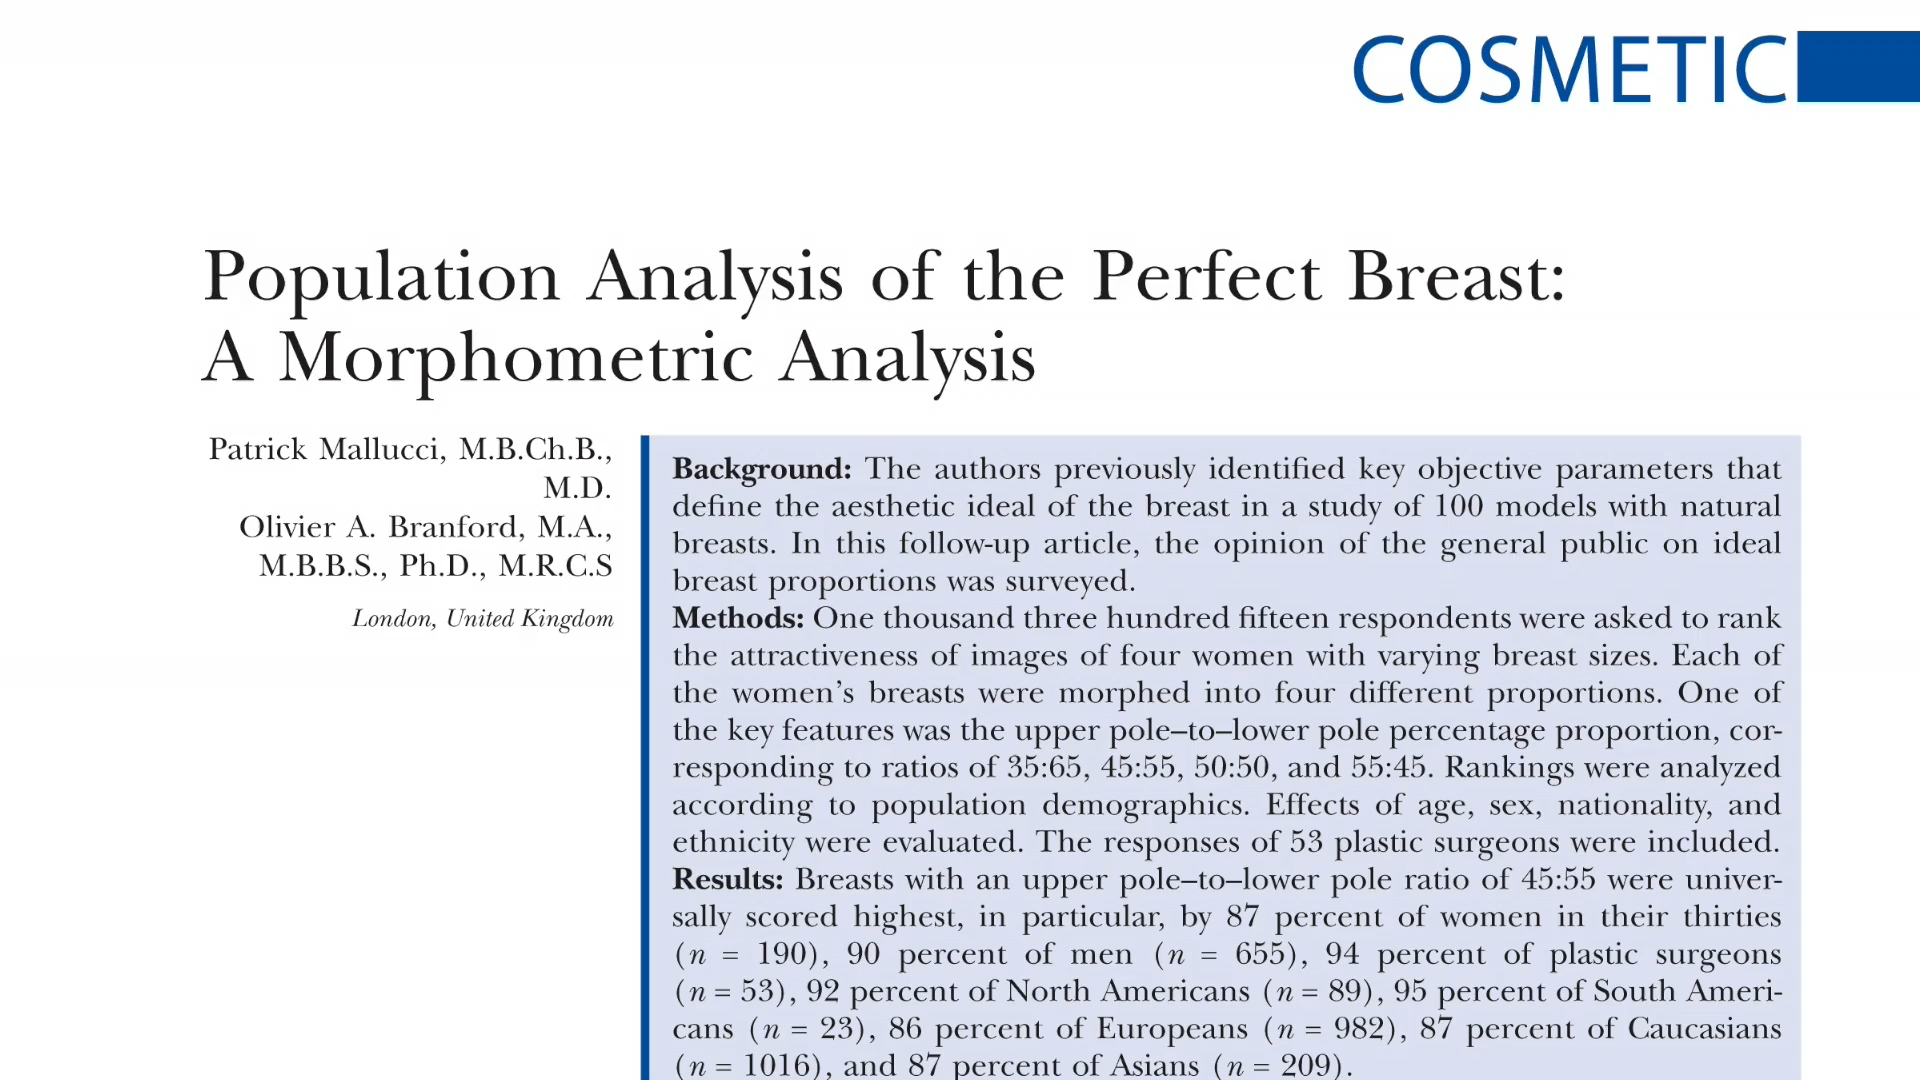 COSMETIC
Population Analysis of the Perfect Breast:
A Morphometric Analysis
Patrick Mallucci, M.B.Ch.B.,
M.D.
Olivier A. Branford, M.A.,
M.B.B.S., Ph.D., M.R.C.S
London, United Kingdom
Background: The authors previously identified key objective parameters that
define the aesthetic ideal of the breast in a study of 100 models with natural
breasts. In this follow-up article, the opinion of the general public on ideal
breast proportions was surveyed.
Methods: One thousand three hundred fifteen respondents were asked to rank
the attractiveness of images of four women with varying breast sizes. Each of
the women’s breasts were morphed into four different proportions. One of
the key features was the upper pole–to–lower pole percentage proportion, cor-
responding to ratios of 35:65, 45:55, 50:50, and 55:45. Rankings were analyzed
according to population demographics. Effects of age, sex, nationality, and
ethnicity were evaluated. The responses of 53 plastic surgeons were included.
Results: Breasts with an upper pole–to–lower pole ratio of 45:55 were univer-
sally scored highest, in particular, by 87 percent of women in their thirties
(n = 190), 90 percent of men (n = 655), 94 percent of plastic surgeons
(n = 53), 92 percent of North Americans (n = 89), 95 percent of South Ameri-
cans (n = 23), 86 percent of Europeans (n = 982), 87 percent of Caucasians
(n = 1016), and 87 percent of Asians (n = 209).